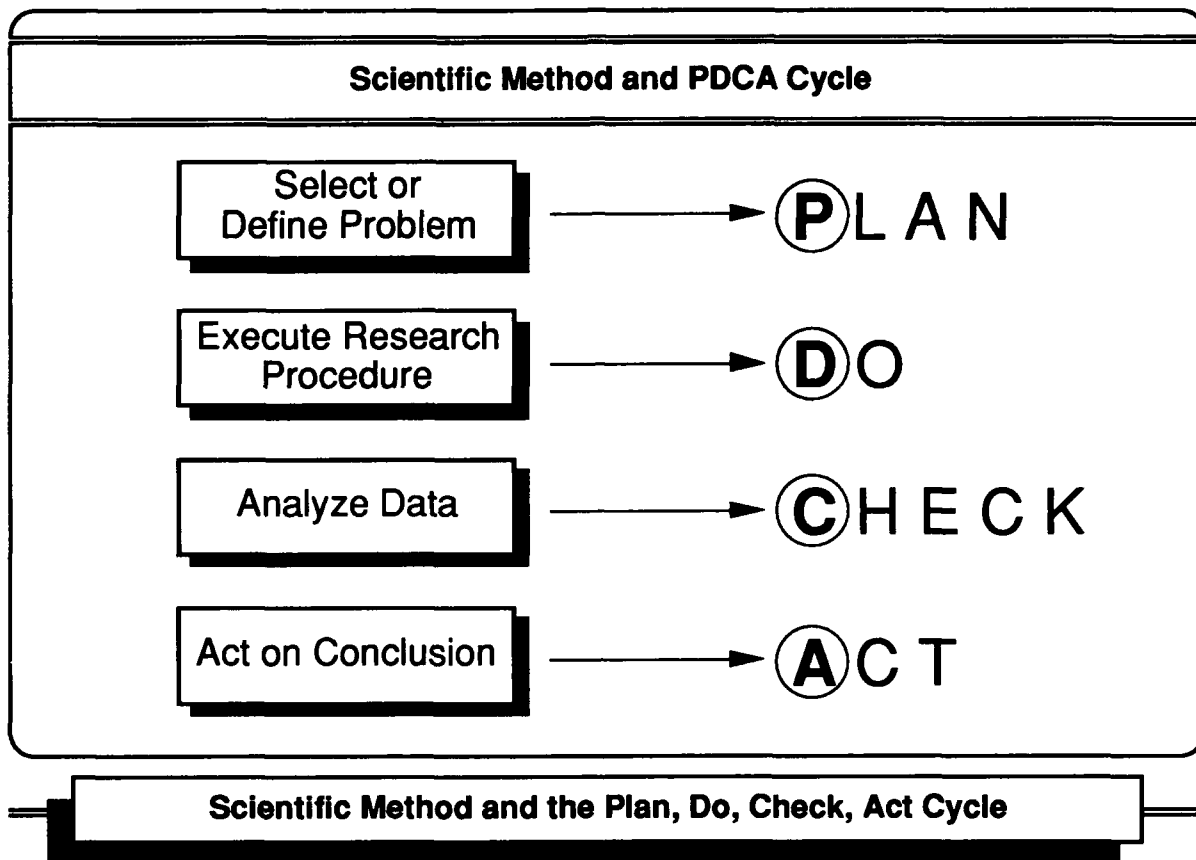 Scientific Method and PDCA Cycle
Select or
Define Problem
PLAN
Execute Research
Procedure
DO
Analyze Data
CHECK
Act on Conclusion
ACT
Scientific Method and the Plan, Do, Check, Act Cycle